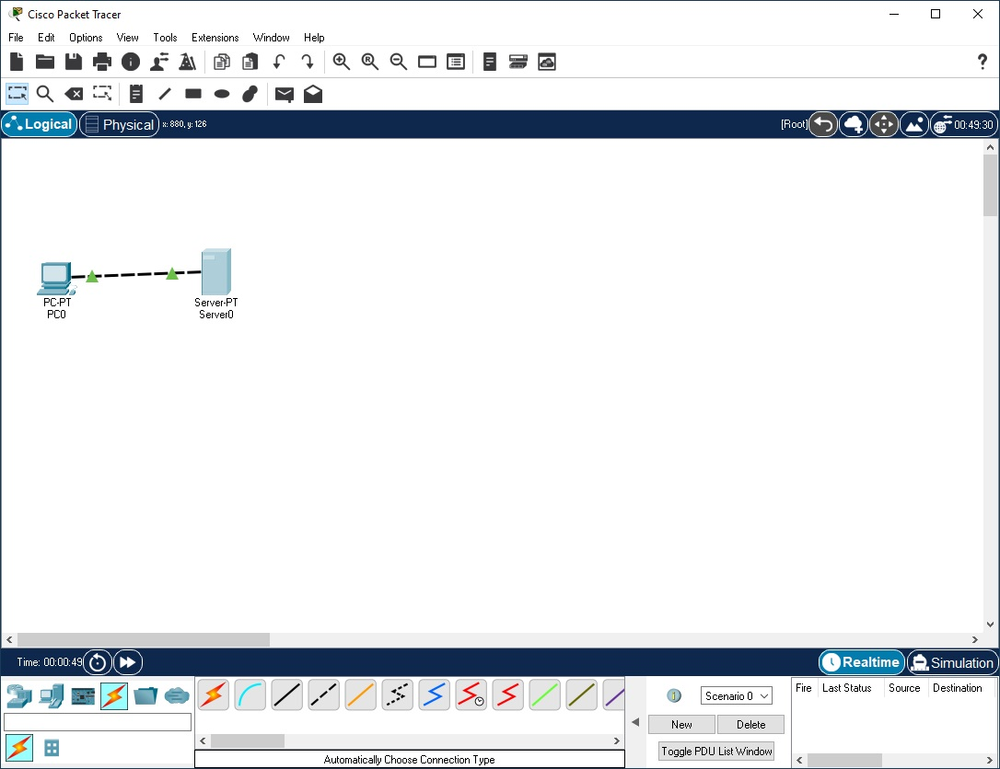 Cisco Packet Tracer
File Edit Options View Tools Extensions Window Help
Logical Physical x: 880, y: 126 [Root] 00:49:30
PC-PT
PC0
Server-PT
Server0
Time: 00:00:49 Realtime Simulation
Scenario 0
New Delete
Toggle PDU List Window
Fire Last Status Source Destination
Automatically Choose Connection Type